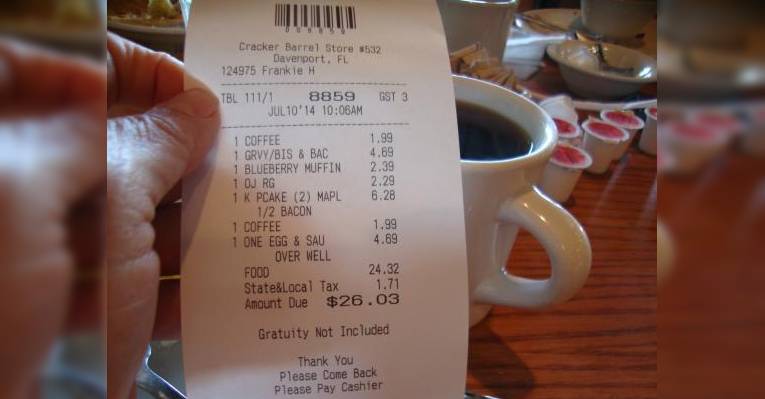 008859
Cracker Barrel Store #532
Davenport, FL
124975 Frankie H
TBL 111/1 8859 GST 3
JUL10'14 10:06AM
1 COFFEE 1.99
1 GRVY/BIS & BAC 4.69
1 BLUEBERRY MUFFIN 2.39
1 OJ RG 2.29
1 K PCAKE (2) MAPL 6.28
1/2 BACON
1 COFFEE 1.99
1 ONE EGG & SAU 4.69
OVER WELL
FOOD 24.32
State&Local Tax 1.71
Amount Due $26.03
Gratuity Not Included
Thank You
Please Come Back
Please Pay Cashier